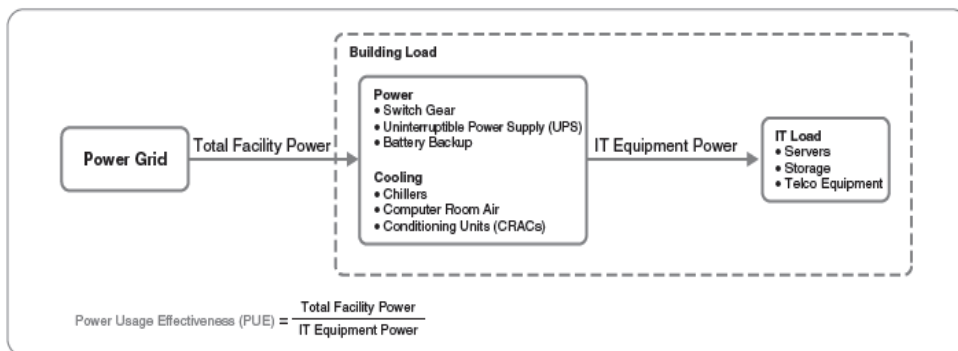 Building Load
Power Grid
Total Facility Power
Power
• Switch Gear
• Uninterruptible Power Supply (UPS)
• Battery Backup
Cooling
• Chillers
• Computer Room Air
• Conditioning Units (CRACs)
IT Equipment Power
IT Load
• Servers
• Storage
• Telco Equipment
Power Usage Effectiveness (PUE) = Total Facility Power
IT Equipment Power